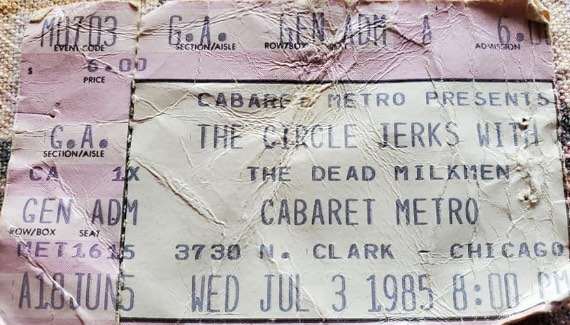 M0703 G.A. GEN ADM A 6.0
EVENT CODE SECTION/AISLE ROW/BOX SEAT ADMISSION
$ 6.00
PRICE
CABARET METRO PRESENTS
G.A. THE CIRCLE JERKS WITH
SECTION/AISLE
CA 1X THE DEAD MILKMEN
GEN ADM CABARET METRO
ROW/BOX SEAT
MET1615 3730 N. CLARK - CHICAGO
A18JUN5 WED JUL 3 1985 8:00 PM